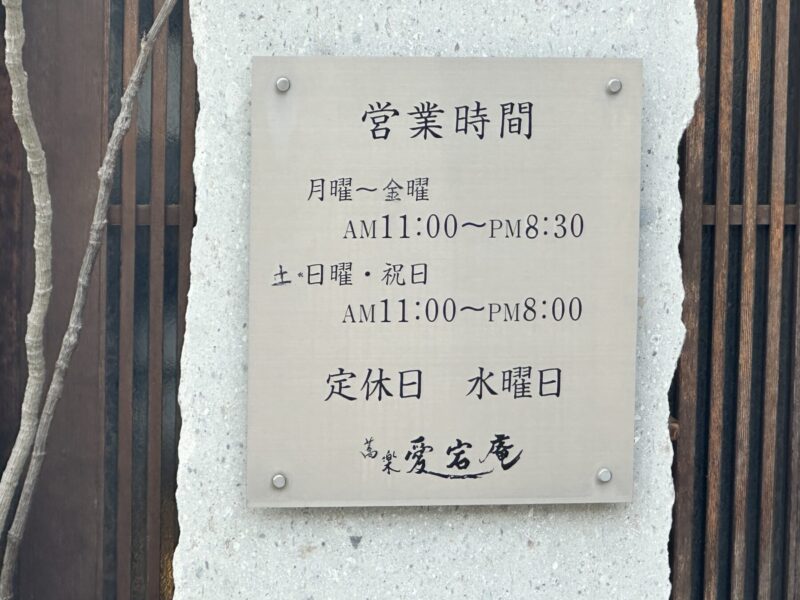 営業時間
月曜～金曜
AM11:00～PM8:30
土・日曜・祝日
AM11:00～PM8:00
定休日　水曜日
蕎楽 愛宕庵